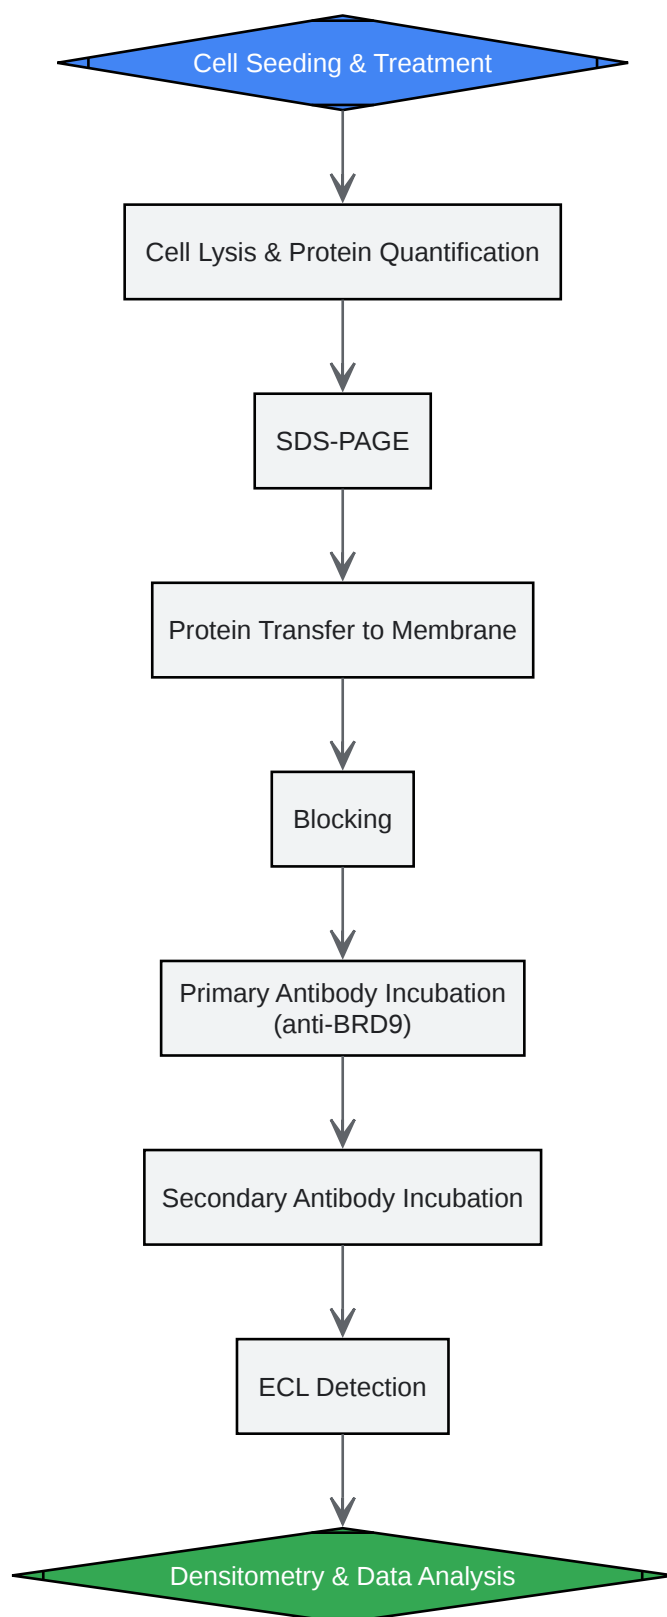 Cell Seeding & Treatment
Cell Lysis & Protein Quantification
SDS-PAGE
Protein Transfer to Membrane
Blocking
Primary Antibody Incubation
(anti-BRD9)
Secondary Antibody Incubation
ECL Detection
Densitometry & Data Analysis